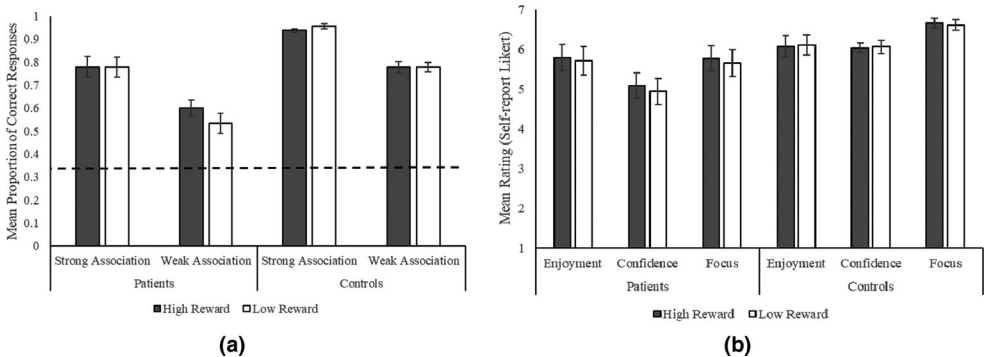 Mean Proportion of Correct Responses
1
0.9
0.8
0.7
0.6
0.5
0.4
0.3
0.2
0.1
0
Strong Association Weak Association Strong Association Weak Association
Patients Controls
High Reward Low Reward
(a)
Mean Rating (Self-report Likert)
7
6
5
4
3
2
1
Enjoyment Confidence Focus Enjoyment Confidence Focus
Patients Controls
High Reward Low Reward
(b)